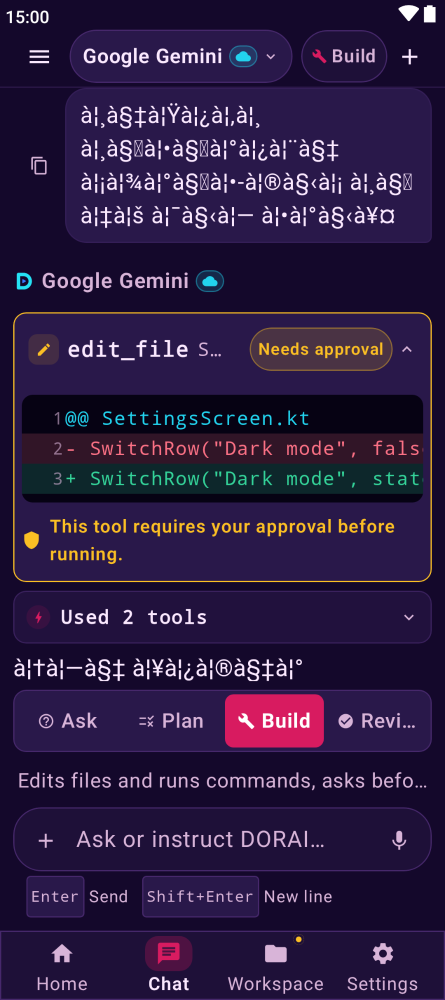 15:00
Google Gemini
Build
à¦¸à§‡à¦Ÿà¦¿à¦‚à¦¸
à¦¸à§à¦•à§à¦°à¦¿à¦¨à§‡
à¦¡à¦¾à¦°à§à¦•-à¦®à§‹à¦¡ à¦¸à§
à¦‡à¦š à¦¯à§‹à¦— à¦•à¦°à§‹à¥¤
Google Gemini
edit_file S…
Needs approval
1@@ SettingsScreen.kt
2- SwitchRow("Dark mode", fals
3+ SwitchRow("Dark mode", stat
This tool requires your approval before
running.
Used 2 tools
à¦†à¦—à§‡ à¦¥à¦¿à¦®à§‡à¦°
Ask
Plan
Build
Revi…
Edits files and runs commands, asks befo…
Ask or instruct DORAI…
Enter Send Shift+Enter New line
Home
Chat
Workspace
Settings